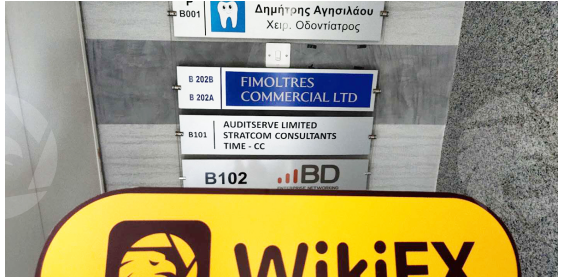 B001
Δημήτρης Αγησιλάου
Χειρ. Οδοντίατρος
B 202B
B 202A
FIMOLTRES
COMMERCIAL LTD
B101
AUDITSERVE LIMITED
STRATCOM CONSULTANTS
TIME - CC
B102
BD
WikiFX